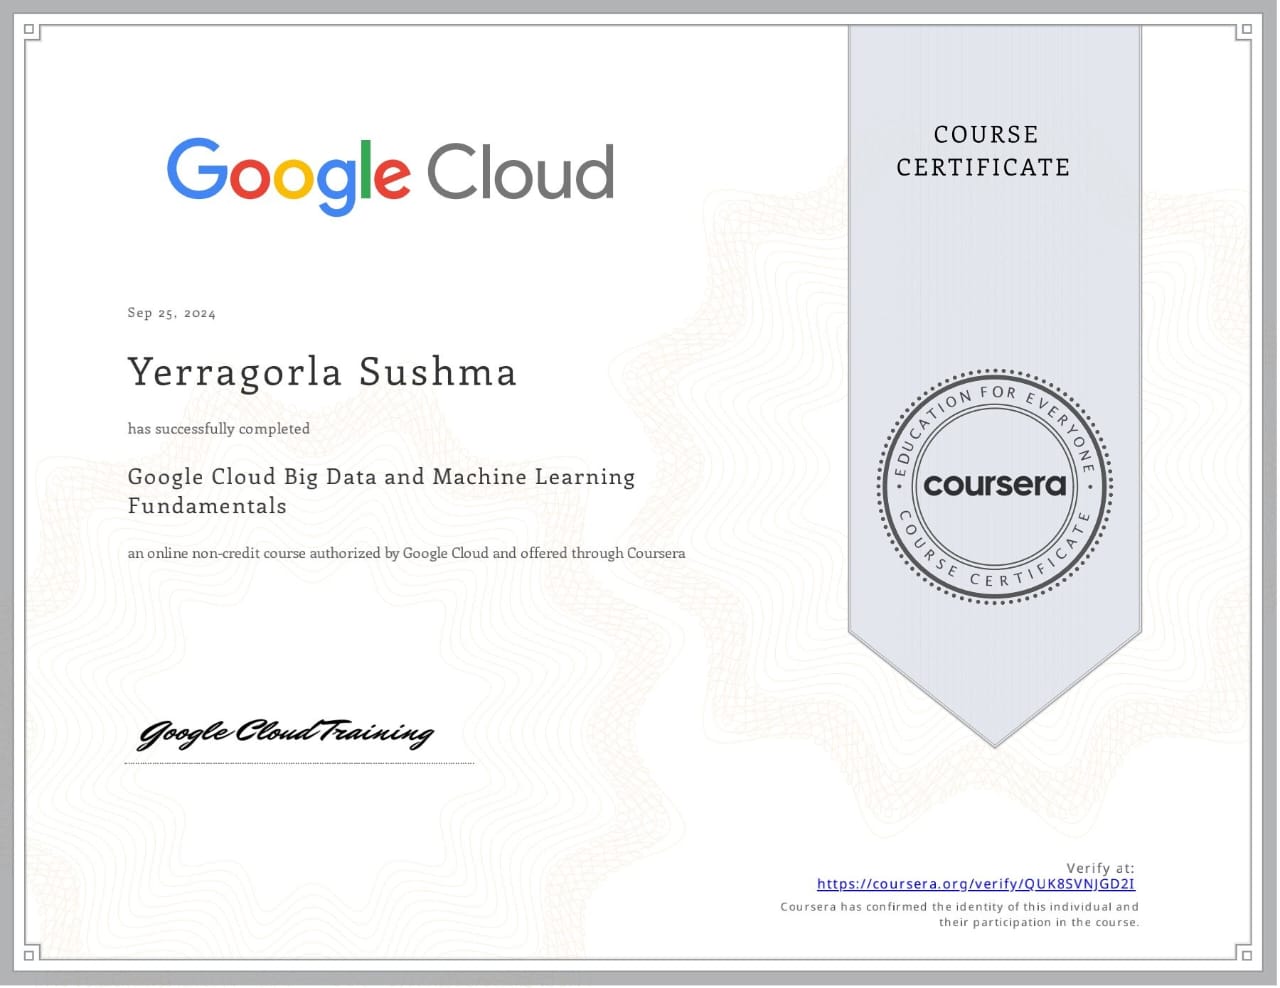 Google Cloud
COURSE
CERTIFICATE
Sep 25, 2024
Yerragorla Sushma
has successfully completed
Google Cloud Big Data and Machine Learning
Fundamentals
an online non-credit course authorized by Google Cloud and offered through Coursera
EDUCATION FOR EVERYONE
coursera
COURSE CERTIFICATE
Google Cloud Training
Verify at:
https://coursera.org/verify/QUK8SVNJGD2I
Coursera has confirmed the identity of this individual and
their participation in the course.